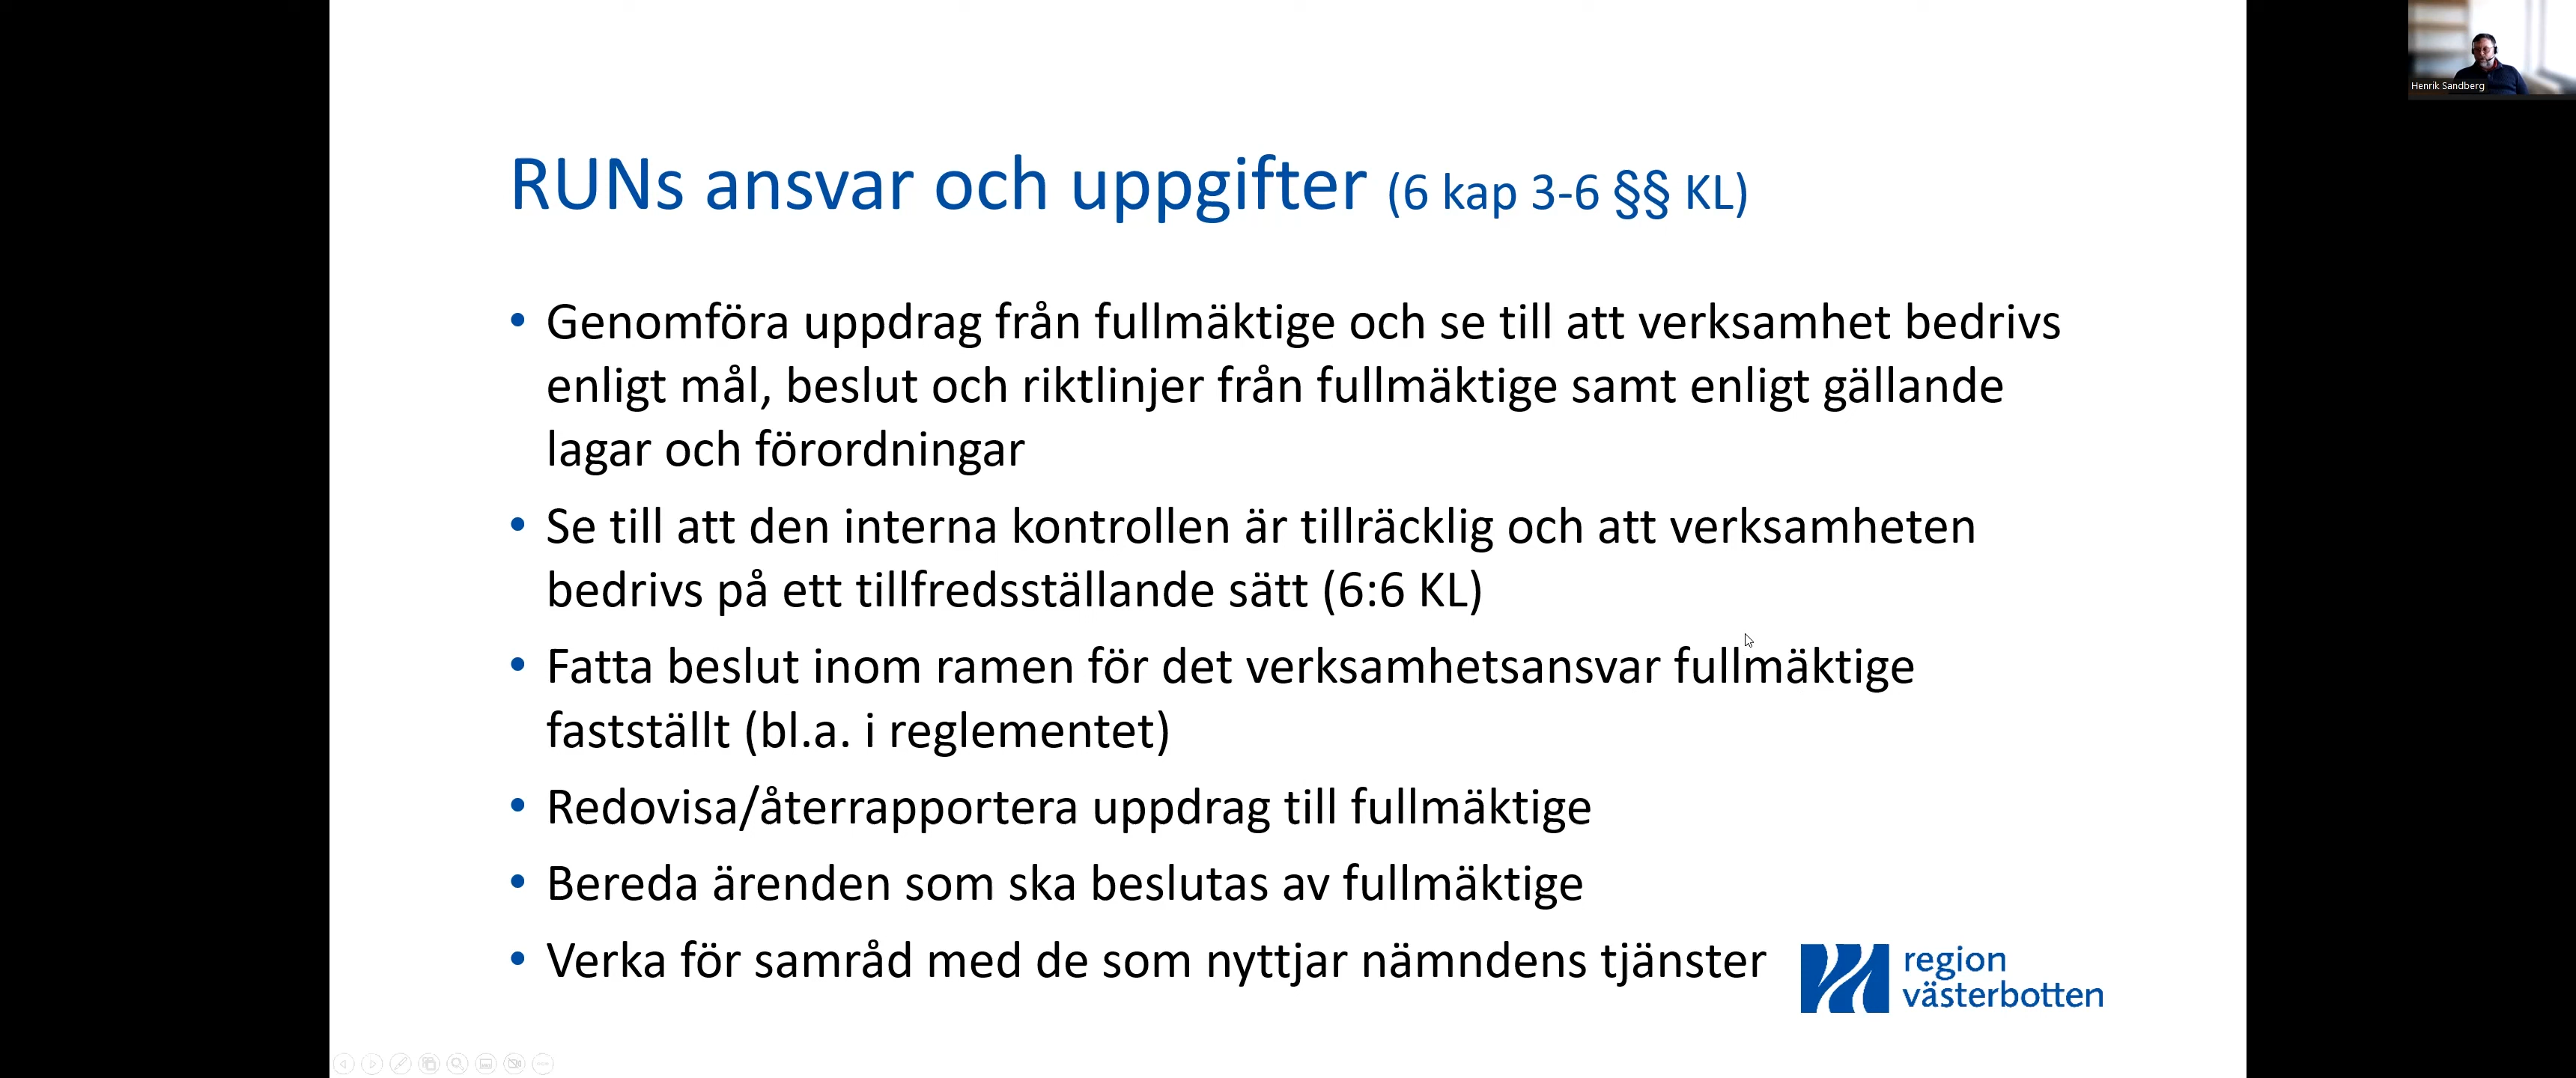 Henrik Sandberg
RUNs ansvar och uppgifter (6 kap 3-6 §§ KL)
• Genomföra uppdrag från fullmäktige och se till att verksamhet bedrivs
enligt mål, beslut och riktlinjer från fullmäktige samt enligt gällande
lagar och förordningar
• Se till att den interna kontrollen är tillräcklig och att verksamheten
bedrivs på ett tillfredsställande sätt (6:6 KL)
• Fatta beslut inom ramen för det verksamhetsansvar fullmäktige
fastställt (bl.a. i reglementet)
• Redovisa/återrapportera uppdrag till fullmäktige
• Bereda ärenden som ska beslutas av fullmäktige
• Verka för samråd med de som nyttjar nämndens tjänster
region
västerbotten